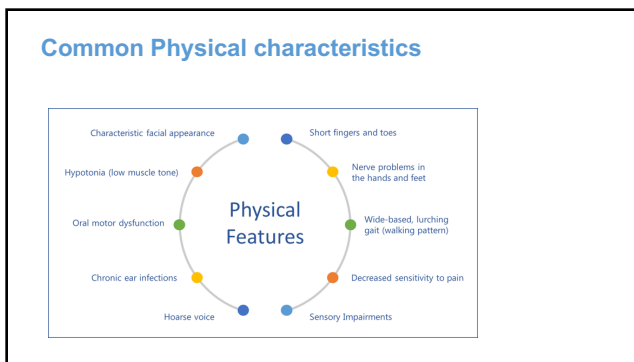 Common Physical characteristics
Characteristic facial appearance
Hypotonia (low muscle tone)
Oral motor dysfunction
Chronic ear infections
Hoarse voice
Physical
Features
Short fingers and toes
Nerve problems in
the hands and feet
Wide-based, lurching
gait (walking pattern)
Decreased sensitivity to pain
Sensory Impairments